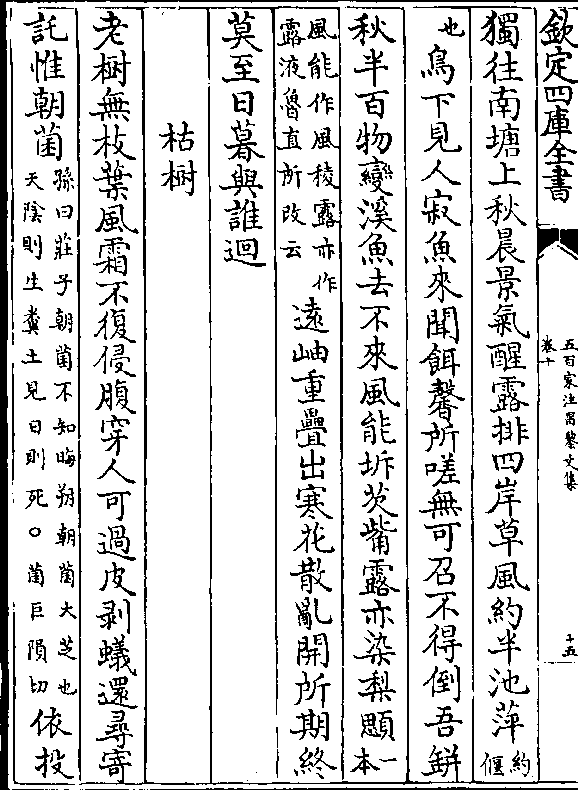 欽定四庫全書
五百家注昌黎文集
卷十
十五
獨往南塘上秋晨景氣醒露排四岸草風約半池萍約偃
也鳥下見人寂魚來聞餌馨所嗟無可召不得倒吾缾
秋半百物變溪魚去不來風能坼芡觜露亦染梨顋一本
風能作風稜露亦作
露液魯直所改云
遠岫重疊出寒花散亂開所期終
莫至日暮與誰迴
枯樹
老樹無枝葉風霜不復侵腹穿人可過皮剥蟻還尋寄
託惟朝菌孫曰莊子朝菌不知晦朔朝菌大芝也
天陰則生糞土見日則死○菌巨隕切
依投